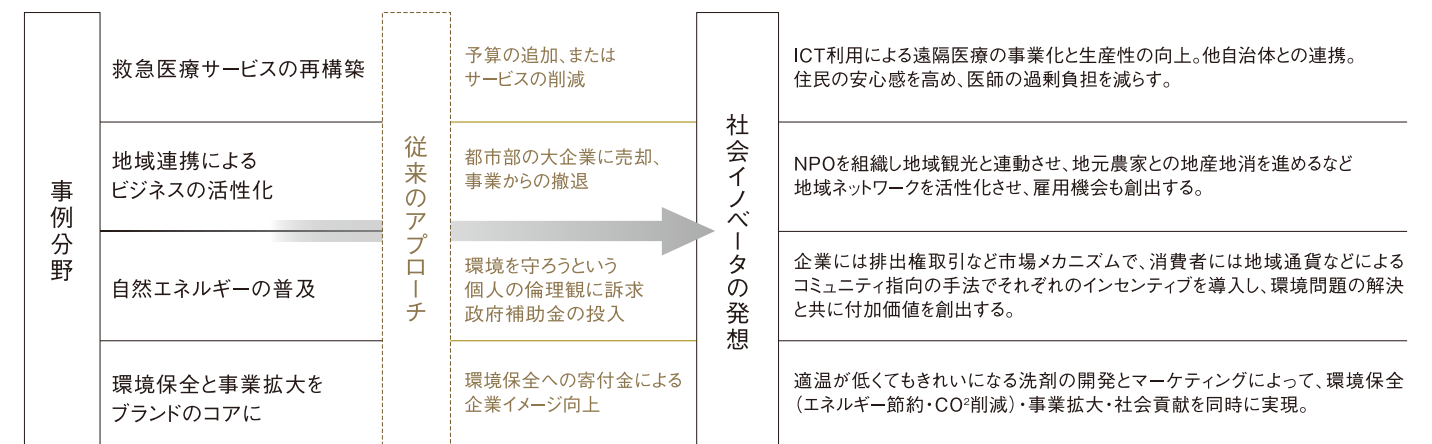 事例分野
救急医療サービスの再構築
地域連携による
ビジネスの活性化
自然エネルギーの普及
環境保全と事業拡大を
ブランドのコアに
従来のアプローチ
予算の追加、または
サービスの削減
都市部の大企業に売却、
事業からの撤退
環境を守ろうという
個人の倫理観に訴求
政府補助金の投入
環境保全への寄付金による
企業イメージ向上
社会イノベータの発想
ICT利用による遠隔医療の事業化と生産性の向上。他自治体との連携。
住民の安心感を高め、医師の過剰負担を減らす。
NPOを組織し地域観光と連動させ、地元農家との地産地消を進めるなど
地域ネットワークを活性化させ、雇用機会も創出する。
企業には排出権取引など市場メカニズムで、消費者には地域通貨などによる
コミュニティ指向の手法でそれぞれのインセンティブを導入し、環境問題の解決
と共に付加価値を創出する。
適温が低くてもきれいになる洗剤の開発とマーケティングによって、環境保全
（エネルギー節約・CO²削減）・事業拡大・社会貢献を同時に実現。